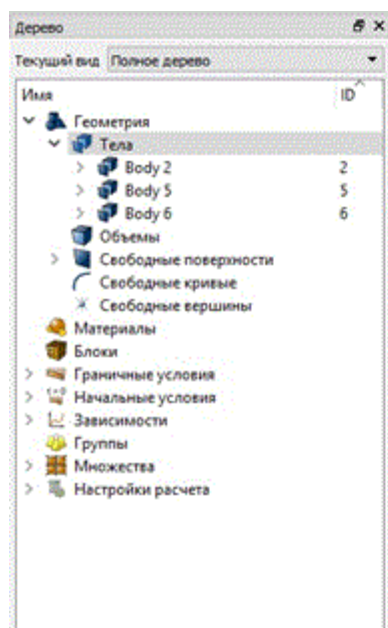 Дерево
Текущий вид Полное дерево
Имя ID
Геометрия
Тела
Body 2 2
Body 5 5
Body 6 6
Объемы
Свободные поверхности
Свободные кривые
Свободные вершины
Материалы
Блоки
Граничные условия
Начальные условия
Зависимости
Группы
Множества
Настройки расчета